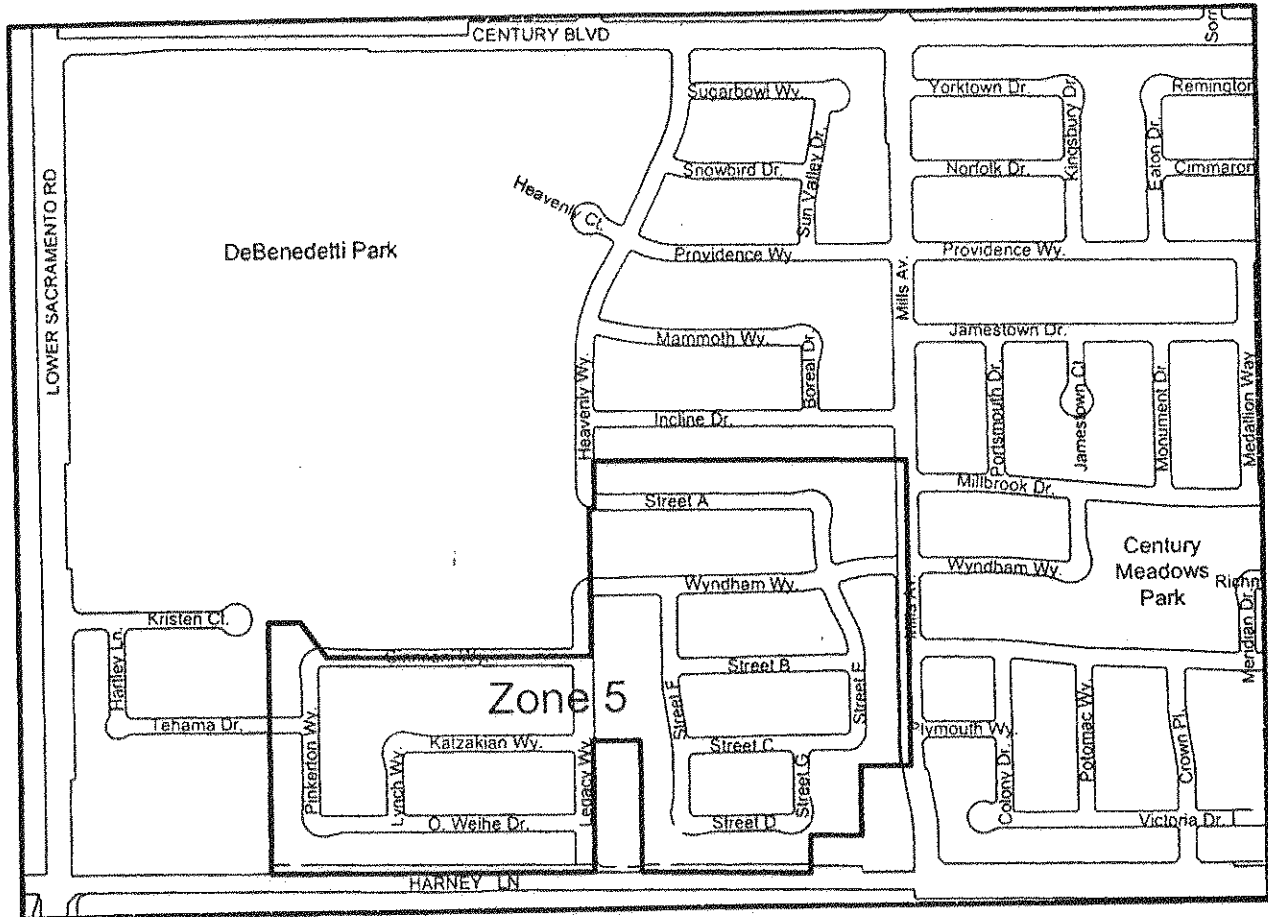 CENTURY BLVD
Sugarbowl Wy.
Yorktown Dr.
Kingsbury Dr.
Remington
Snowbird Dr.
Sun Valley Dr.
Norfolk Dr.
Eaton Dr.
Cimmaron
Heavenly Ct.
LOWER SACRAMENTO RD
DeBenedetti Park
Providence Wy.
Mills Av.
Providence Wy.
Mammoth Wy.
Boreal Dr.
Jamestown Dr.
Heavenly Wy.
Incline Dr.
Portsmouth Dr.
Jamestown Ct.
Monument Dr
Medallion Way
Street A
Millbrook Dr.
Wyndham Wy.
Mills Av
Wyndham Wy.
Century
Meadows
Park
Meridian Dr.
Kristen Ct.
Hartley Ln.
Tehama Dr.
Pinkerton Wy.
Zone 5
Street B
Street F
Katzakian Wy.
Lynch Wy
Legacy Wy.
Street C
Street G
Plymouth Wy.
Colony Dr.
Potomac Wy.
Crown Pl.
O. Weihe Dr.
Street D
Victoria Dr.
HARNEY LN